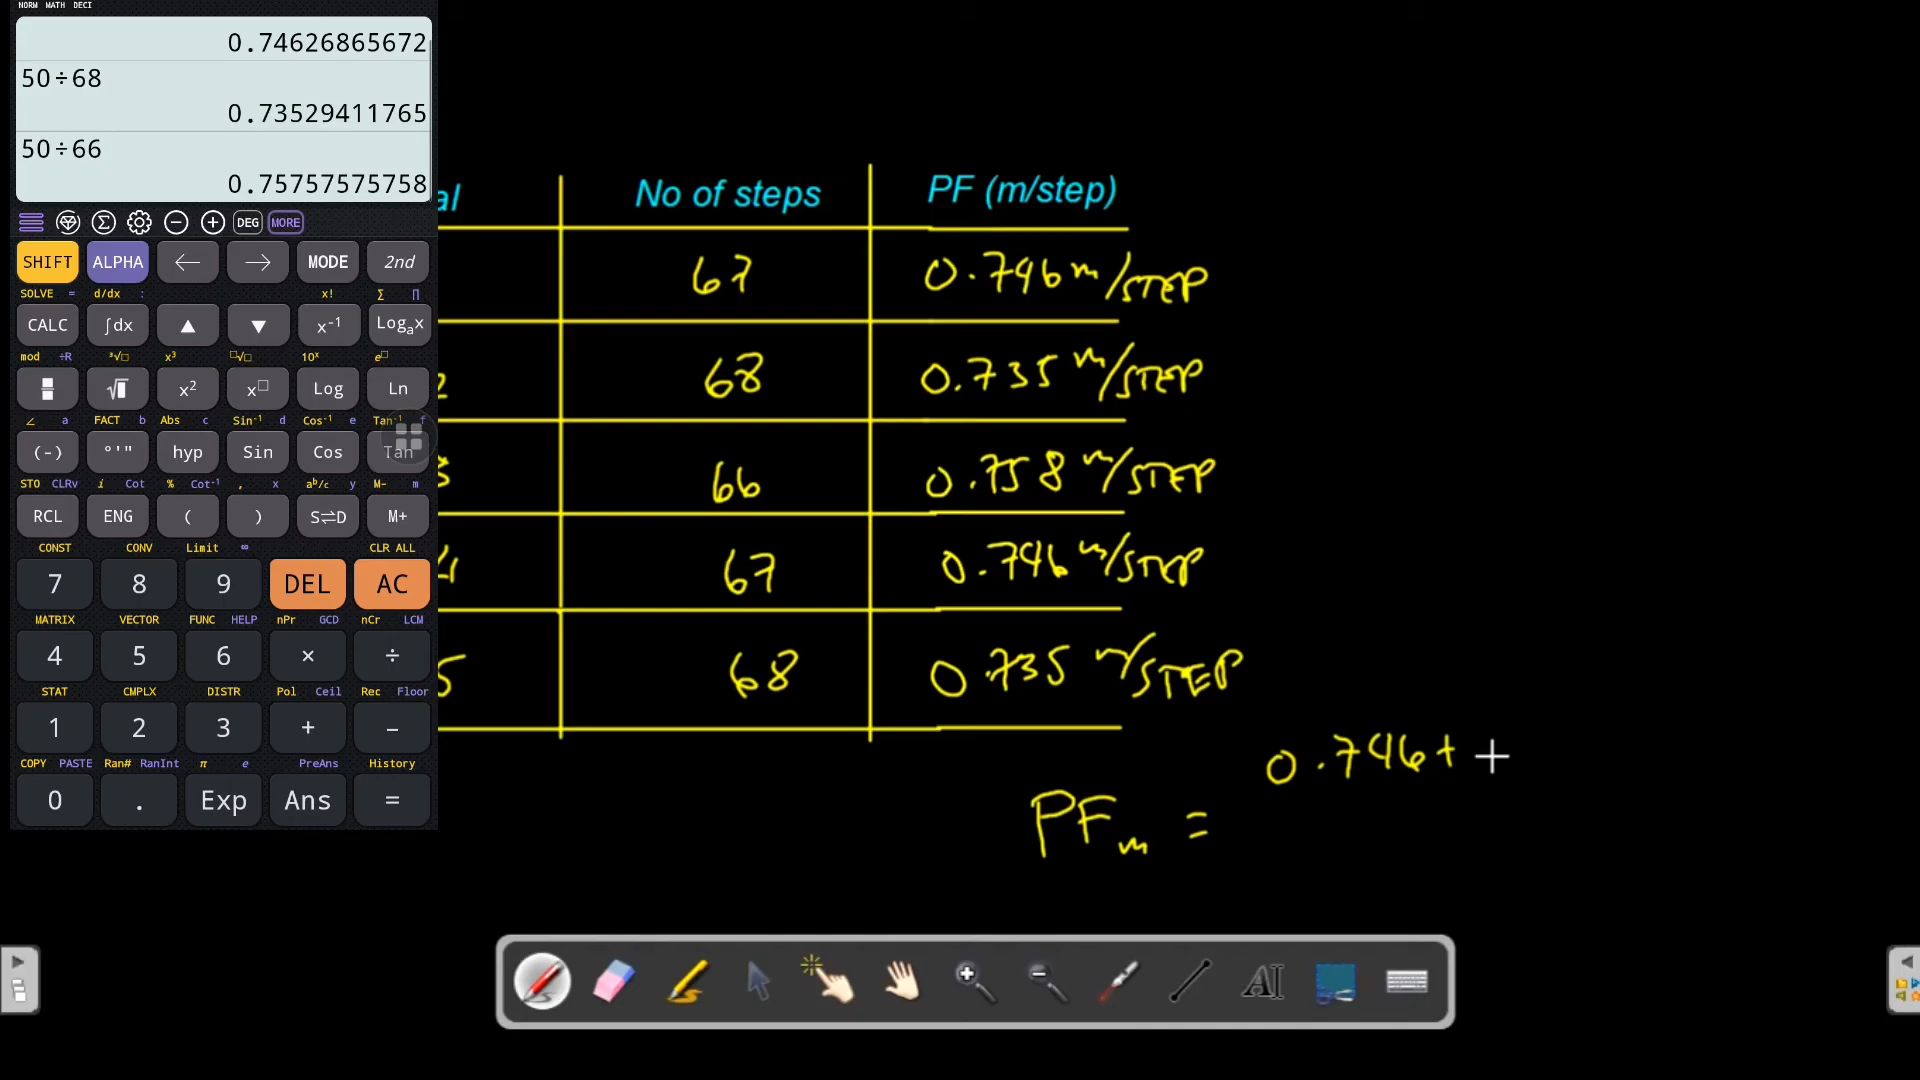 NORM MATH DECI
0.74626865672
50÷68
0.73529411765
50÷66
0.75757575758
DEG MORE
SHIFT ALPHA ← → MODE 2nd
SOLVE = d/dx : x! ∑ ∏
CALC ∫dx ▲ ▼ x⁻¹ Logₐx
mod ÷R ³√□ x³ □√□ 10ˣ e□
√ x² x□ Log Ln
∠ a FACT b Abs c Sin⁻¹ d Cos⁻¹ e Tan⁻¹ f
(-) °'" hyp Sin Cos Tan
STO CLRv i Cot % Cot⁻¹ , x aᵇ/c y M- m
RCL ENG ( ) S⇌D M+
CONST CONV Limit ∞ CLR ALL
7 8 9 DEL AC
MATRIX VECTOR FUNC HELP nPr GCD nCr LCM
4 5 6 × ÷
STAT CMPLX DISTR Pol Ceil Rec Floor
1 2 3 + −
COPY PASTE Ran# RanInt π e PreAns History
0 . Exp Ans =
al No of steps PF (m/step)
67 0.746 m/STEP
2 68 0.735 m/STEP
3 66 0.758 m/STEP
4 67 0.746 m/STEP
5 68 0.735 m/STEP
0.746+
PFm =
AI